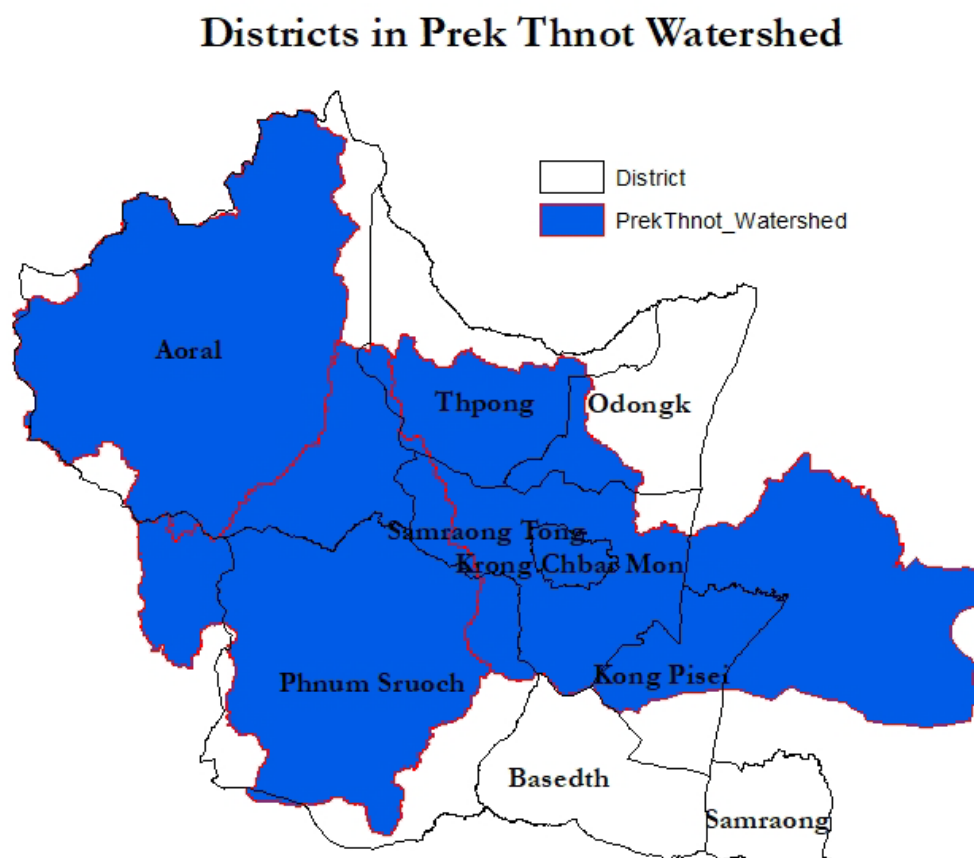 Districts in Prek Thnot Watershed
District
PrekThnot_Watershed
Aoral
Thpong
Odongk
Samraong Tong
Krong Chbar Mon
Kong Pisei
Phnum Sruoch
Basedth
Samraong